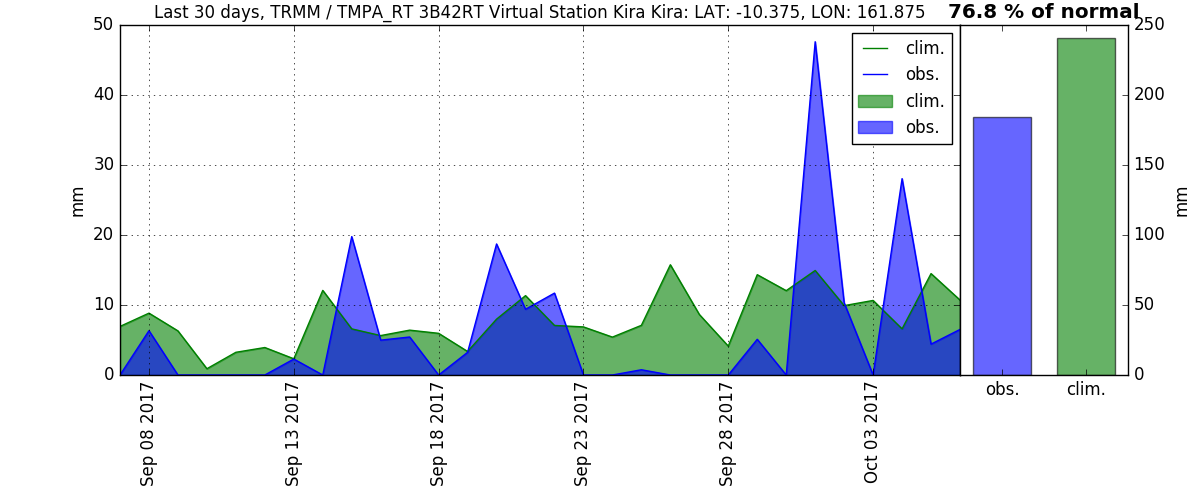 Last 30 days, TRMM / TMPA_RT 3B42RT Virtual Station Kira Kira: LAT: -10.375, LON: 161.875
76.8 % of normal
50
40
30
20
10
0
mm
clim.
obs.
clim.
obs.
Sep 08 2017
Sep 13 2017
Sep 18 2017
Sep 23 2017
Sep 28 2017
Oct 03 2017
250
200
150
100
50
0
mm
obs.
clim.